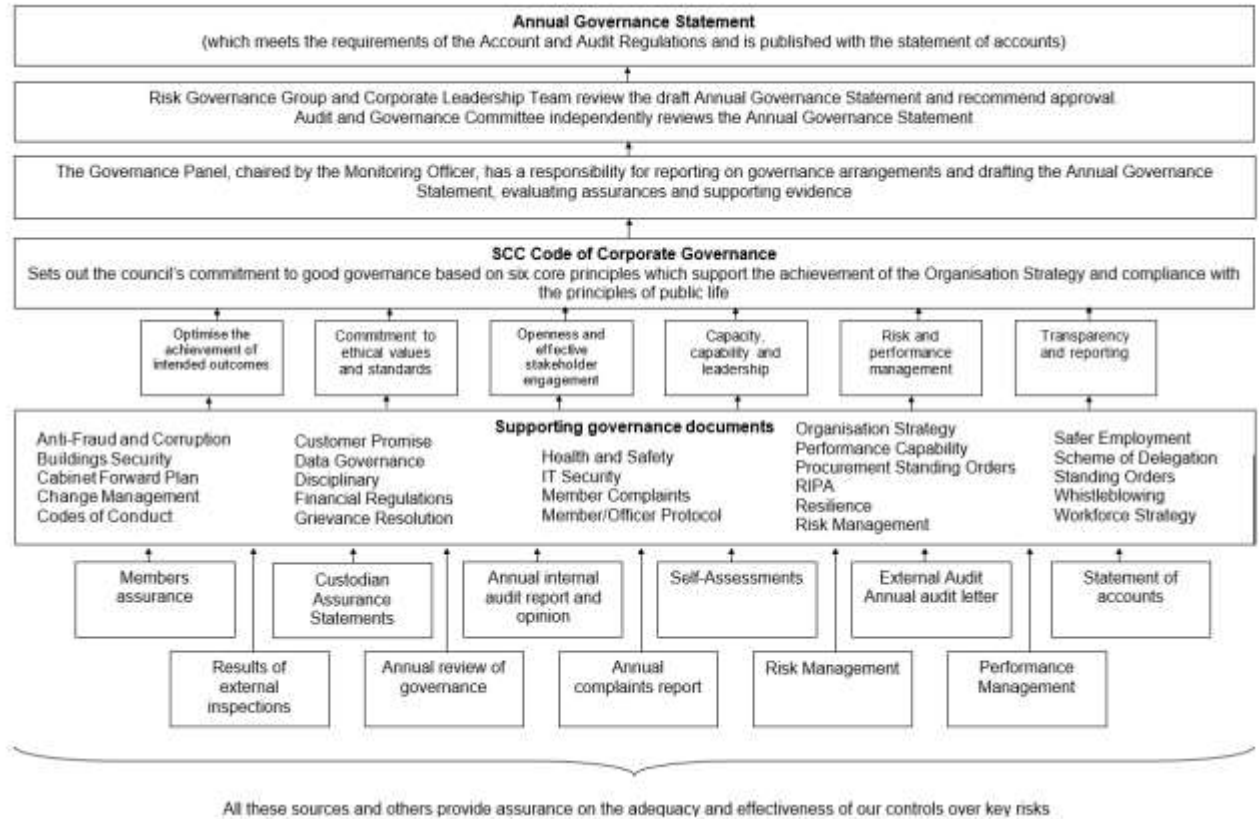 Annual Governance Statement
(which meets the requirements of the Account and Audit Regulations and is published with the statement of accounts)
Risk Governance Group and Corporate Leadership Team review the draft Annual Governance Statement and recommend approval
Audit and Governance Committee independently reviews the Annual Governance Statement
The Governance Panel, chaired by the Monitoring Officer, has a responsibility for reporting on governance arrangements and drafting the Annual Governance
Statement, evaluating assurances and supporting evidence
SCC Code of Corporate Governance
Sets out the council's commitment to good governance based on six core principles which support the achievement of the Organisation Strategy and compliance with
the principles of public life
Optimise the
achievement of
intended outcomes
Commitment to
ethical values
and standards
Openness and
effective
stakeholder
engagement
Capacity,
capability and
leadership
Risk and
performance
management
Transparency
and reporting
Supporting governance documents
Anti-Fraud and Corruption
Buildings Security
Cabinet Forward Plan
Change Management
Codes of Conduct
Customer Promise
Data Governance
Disciplinary
Financial Regulations
Grievance Resolution
Health and Safety
IT Security
Member Complaints
Member/Officer Protocol
Organisation Strategy
Performance Capability
Procurement Standing Orders
RIPA
Resilience
Risk Management
Safer Employment
Scheme of Delegation
Standing Orders
Whistleblowing
Workforce Strategy
Members
assurance
Custodian
Assurance
Statements
Annual internal
audit report and
opinion
Self-Assessments
External Audit
Annual audit letter
Statement of
accounts
Results of
external
inspections
Annual review of
governance
Annual
complaints report
Risk Management
Performance
Management
All these sources and others provide assurance on the adequacy and effectiveness of our controls over key risks